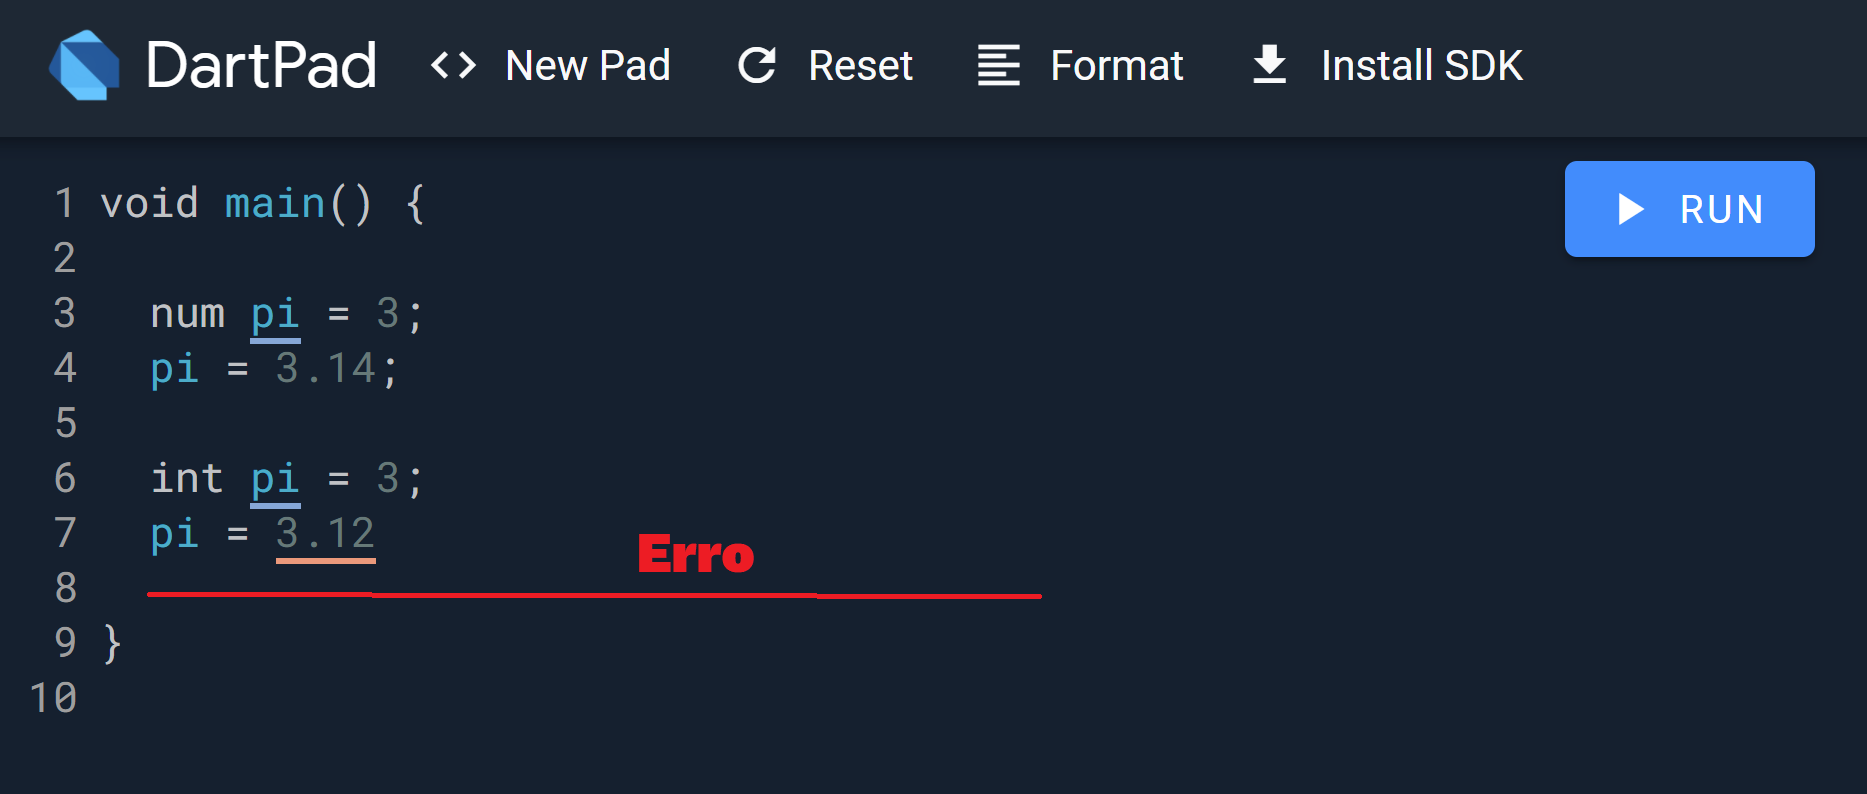 DartPad <> New Pad Reset Format Install SDK
RUN
1 void main() {
2
3 num pi = 3;
4 pi = 3.14;
5
6 int pi = 3;
7 pi = 3.12
Erro
8
9 }
10